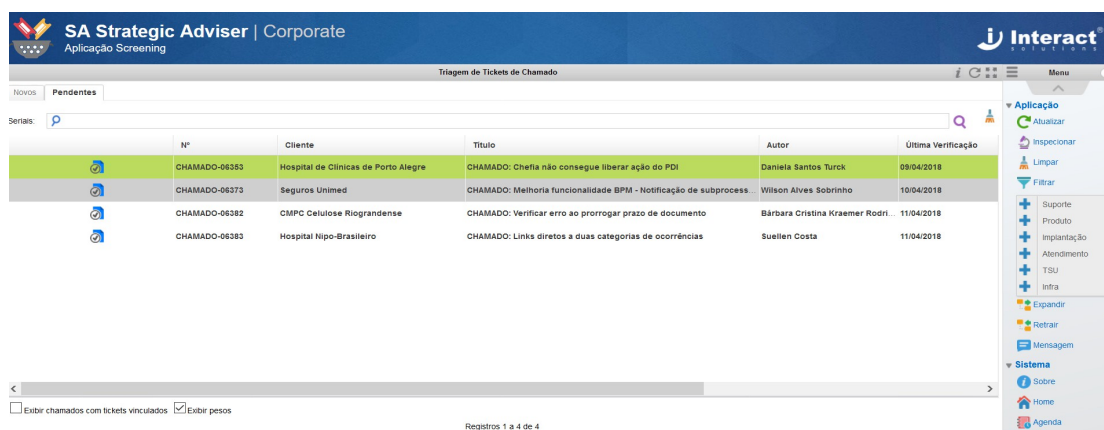 SA Strategic Adviser | Corporate
Aplicação Screening
Interact
solutions
Triagem de Tickets de Chamado
Menu
Novos Pendentes
Seriais:
Nº Cliente Título Autor Última Verificação
CHAMADO-06353 Hospital de Clínicas de Porto Alegre CHAMADO: Chefia não consegue liberar ação do PDI Daniela Santos Turck 09/04/2018
CHAMADO-06373 Seguros Unimed CHAMADO: Melhoria funcionalidade BPM - Notificação de subprocess... Wilson Alves Sobrinho 10/04/2018
CHAMADO-06382 CMPC Celulose Riograndense CHAMADO: Verificar erro ao prorrogar prazo de documento Bárbara Cristina Kraemer Rodri... 11/04/2018
CHAMADO-06383 Hospital Nipo-Brasileiro CHAMADO: Links diretos a duas categorias de ocorrências Suellen Costa 11/04/2018
Exibir chamados com tickets vinculados Exibir pesos
Registros 1 a 4 de 4
Aplicação
Atualizar
Inspecionar
Limpar
Filtrar
Suporte
Produto
Implantação
Atendimento
TSU
Infra
Expandir
Retrair
Mensagem
Sistema
Sobre
Home
Agenda